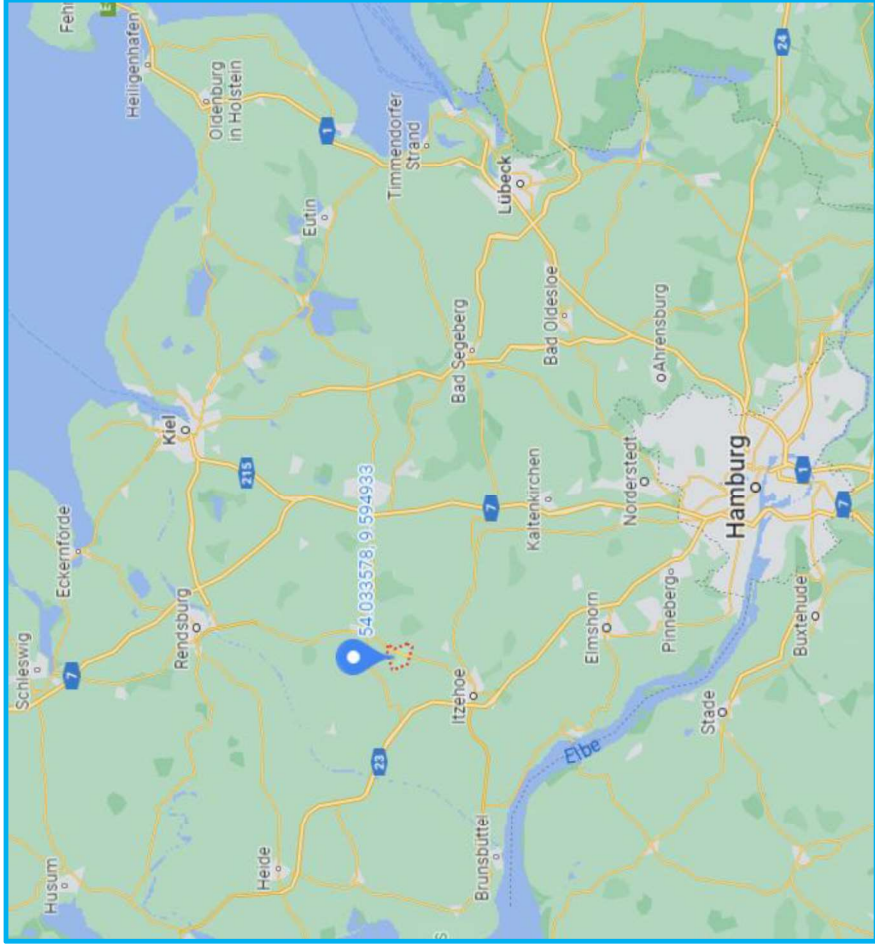 Feh
E
Heiligenhafen
Oldenburg
in Holstein
24
1
Timmendorfer
Strand
Eutin
Lübeck
Kiel
Bad Segeberg
Bad Oldesloe
Ahrensburg
215
Eckernförde
54.033578, 9.594933
7
Kaltenkirchen
Norderstedt
Hamburg
1
7
Schleswig
7
Rendsburg
Itzehoe
Elmshorn
Pinneberg
Buxtehude
Stade
23
Elbe
Husum
Heide
Brunsbüttel
s